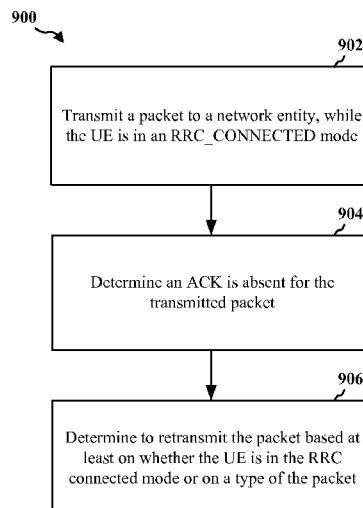 900
902
Transmit a packet to a network entity, while
the UE is in an RRC_CONNECTED mode
904
Determine an ACK is absent for the
transmitted packet
906
Determine to retransmit the packet based at
least on whether the UE is in the RRC
connected mode or on a type of the packet